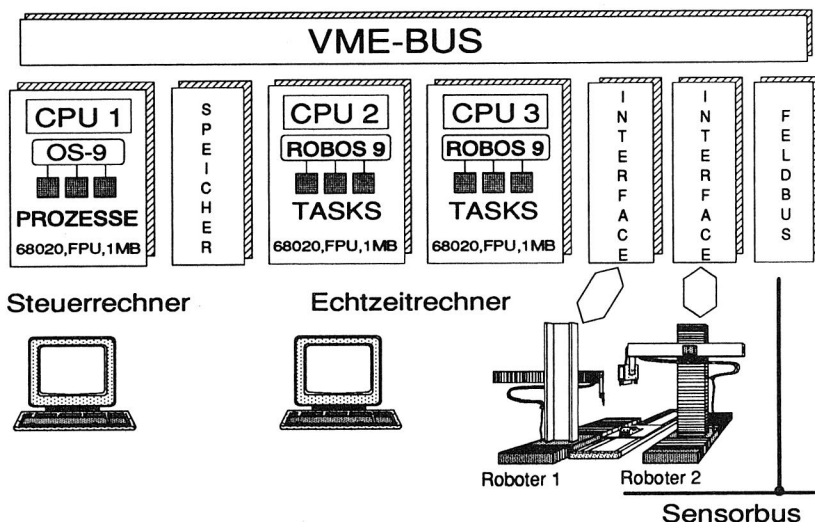 VME-BUS
CPU 1
OS-9
PROZESSE
68020,FPU,1MB
SPEICHER
CPU 2
ROBOS 9
TASKS
68020,FPU,1MB
CPU 3
ROBOS 9
TASKS
68020,FPU,1MB
INTERFACE
INTERFACE
FELDBUS
Steuerrechner
Echtzeitrechner
Roboter 1
Roboter 2
Sensorbus